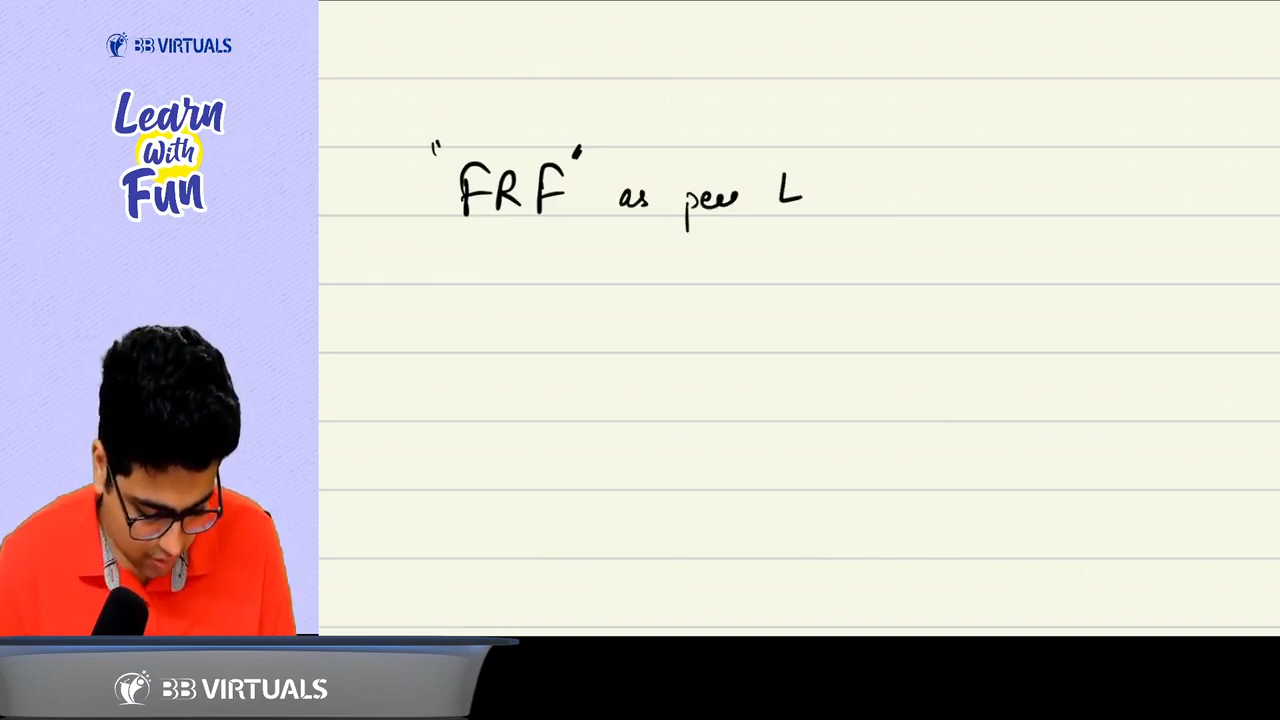 BB VIRTUALS
Learn
With
Fun
"FRF" as per L
BB VIRTUALS